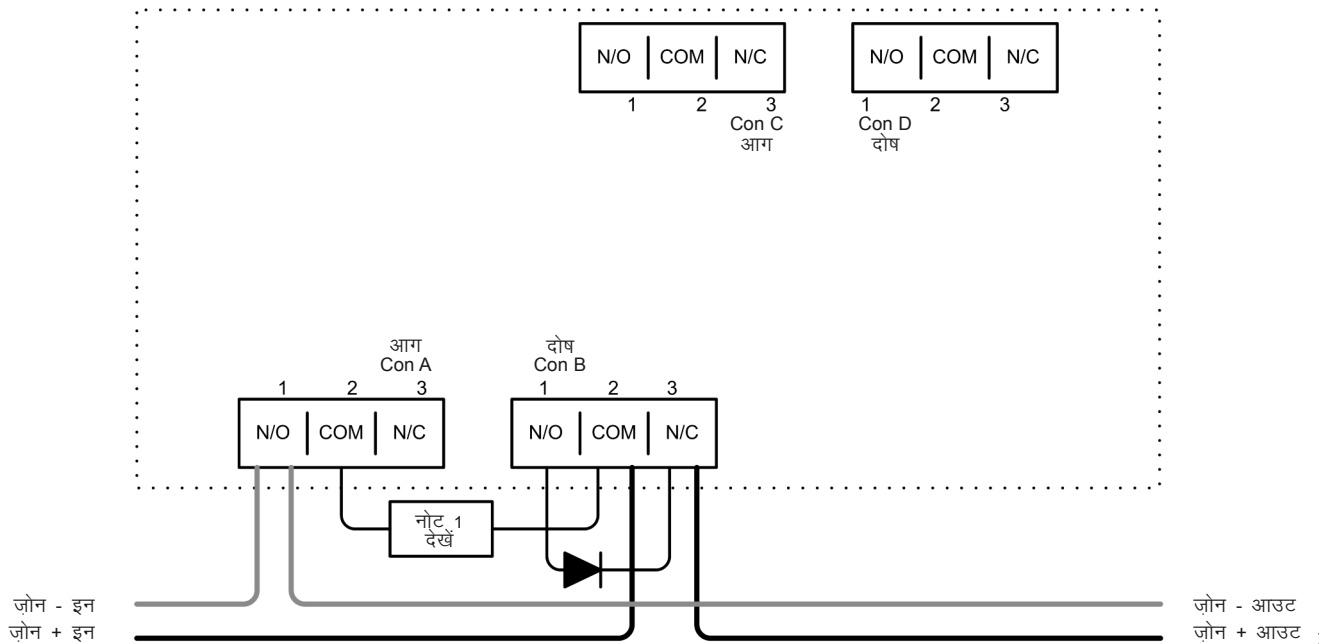 N/O COM N/C N/O COM N/C
1 2 3 1 2 3
Con C Con D
आग दोष
आग दोष
Con A Con B
1 2 3 1 2 3
N/O COM N/C N/O COM N/C
नोट 1
देखें
ज़ोन - इन ज़ोन - आउट
ज़ोन + इन ज़ोन + आउट